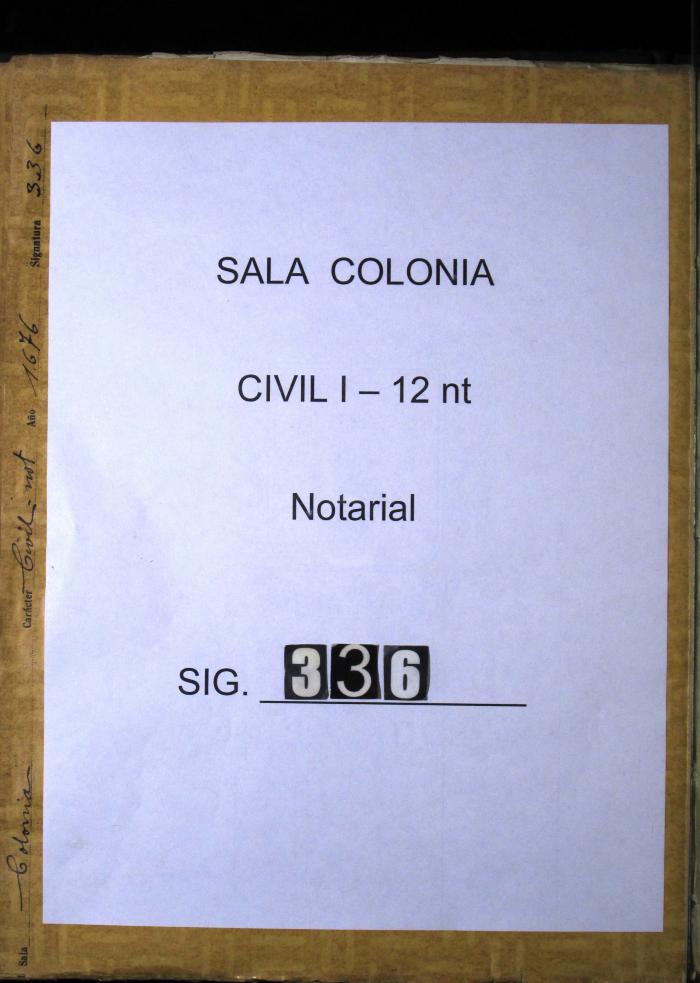 SALA COLONIA
CIVIL I – 12 nt
Notarial
SIG. 336
Sala Colonia Carácter Civil - not Año 1676 Signatura 336